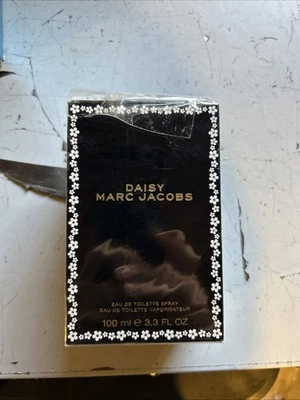 DAISY
MARC JACOBS
EAU DE TOILETTE SPRAY
EAU DE TOILETTE VAPORISATEUR
100 ml ℮ 3.3 FL OZ